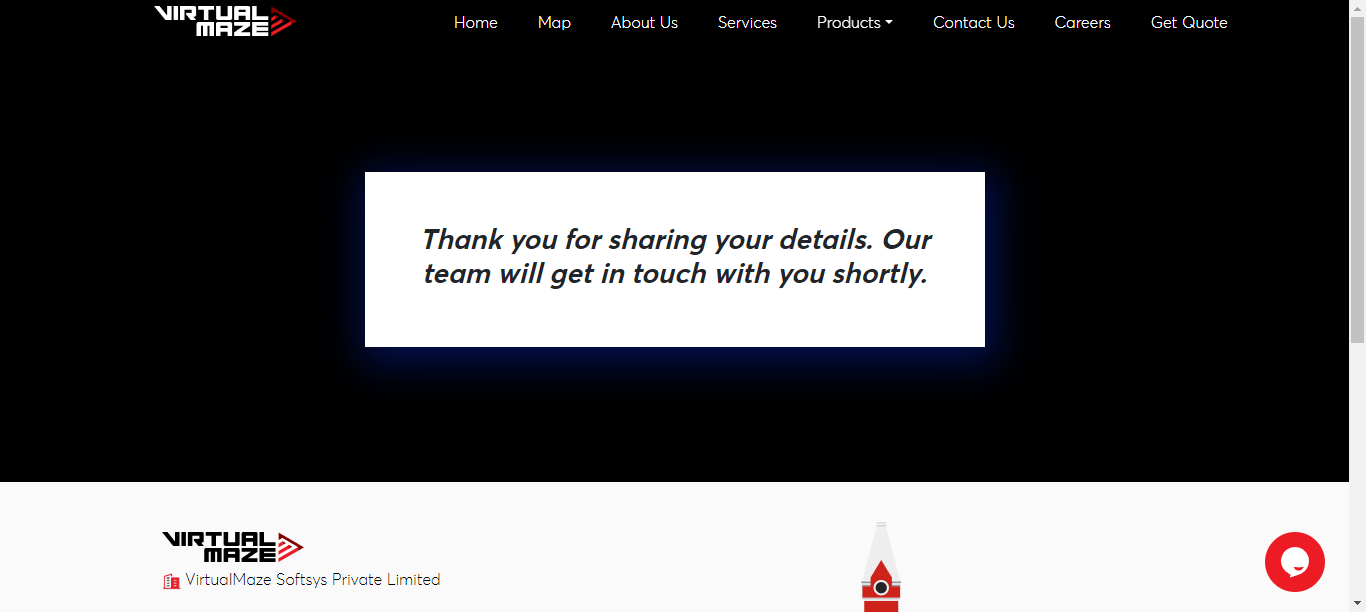 VIRTUAL
MAZE
Home Map About Us Services Products Contact Us Careers Get Quote
Thank you for sharing your details. Our
team will get in touch with you shortly.
VIRTUAL
MAZE
VirtualMaze Softsys Private Limited